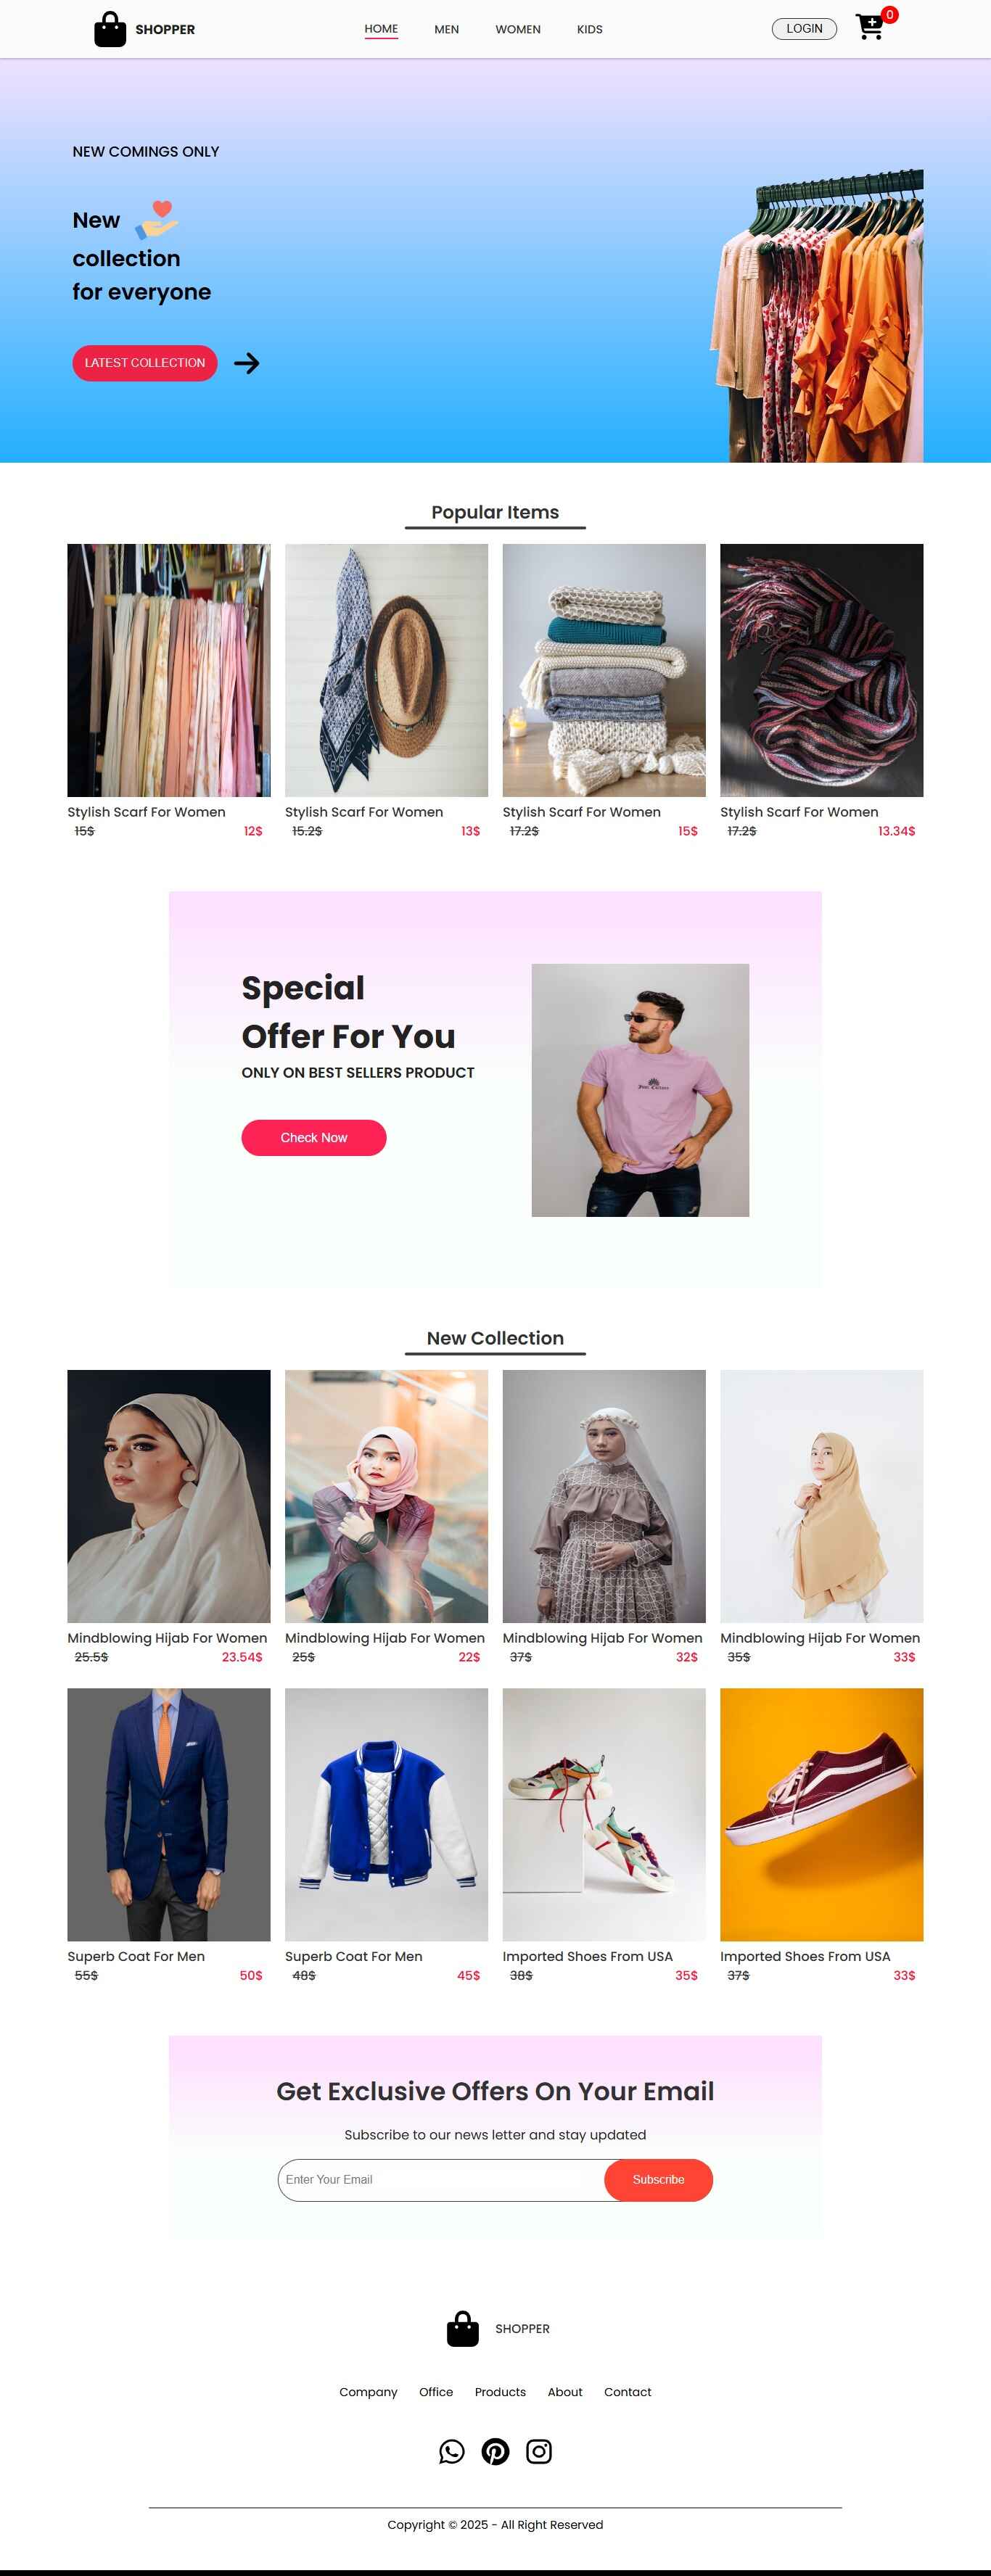 SHOPPER
HOME
MEN
WOMEN
KIDS
LOGIN
0
NEW COMINGS ONLY
New
collection
for everyone
LATEST COLLECTION
Popular Items
Stylish Scarf For Women
15$ 12$
Stylish Scarf For Women
15.2$ 13$
Stylish Scarf For Women
17.2$ 15$
Stylish Scarf For Women
17.2$ 13.34$
Special
Offer For You
ONLY ON BEST SELLERS PRODUCT
Check Now
New Collection
Mindblowing Hijab For Women
25.5$ 23.54$
Mindblowing Hijab For Women
25$ 22$
Mindblowing Hijab For Women
37$ 32$
Mindblowing Hijab For Women
35$ 33$
Superb Coat For Men
55$ 50$
Superb Coat For Men
48$ 45$
Imported Shoes From USA
38$ 35$
Imported Shoes From USA
37$ 33$
Get Exclusive Offers On Your Email
Subscribe to our news letter and stay updated
Enter Your Email
Subscribe
SHOPPER
Company
Office
Products
About
Contact
Copyright © 2025 - All Right Reserved